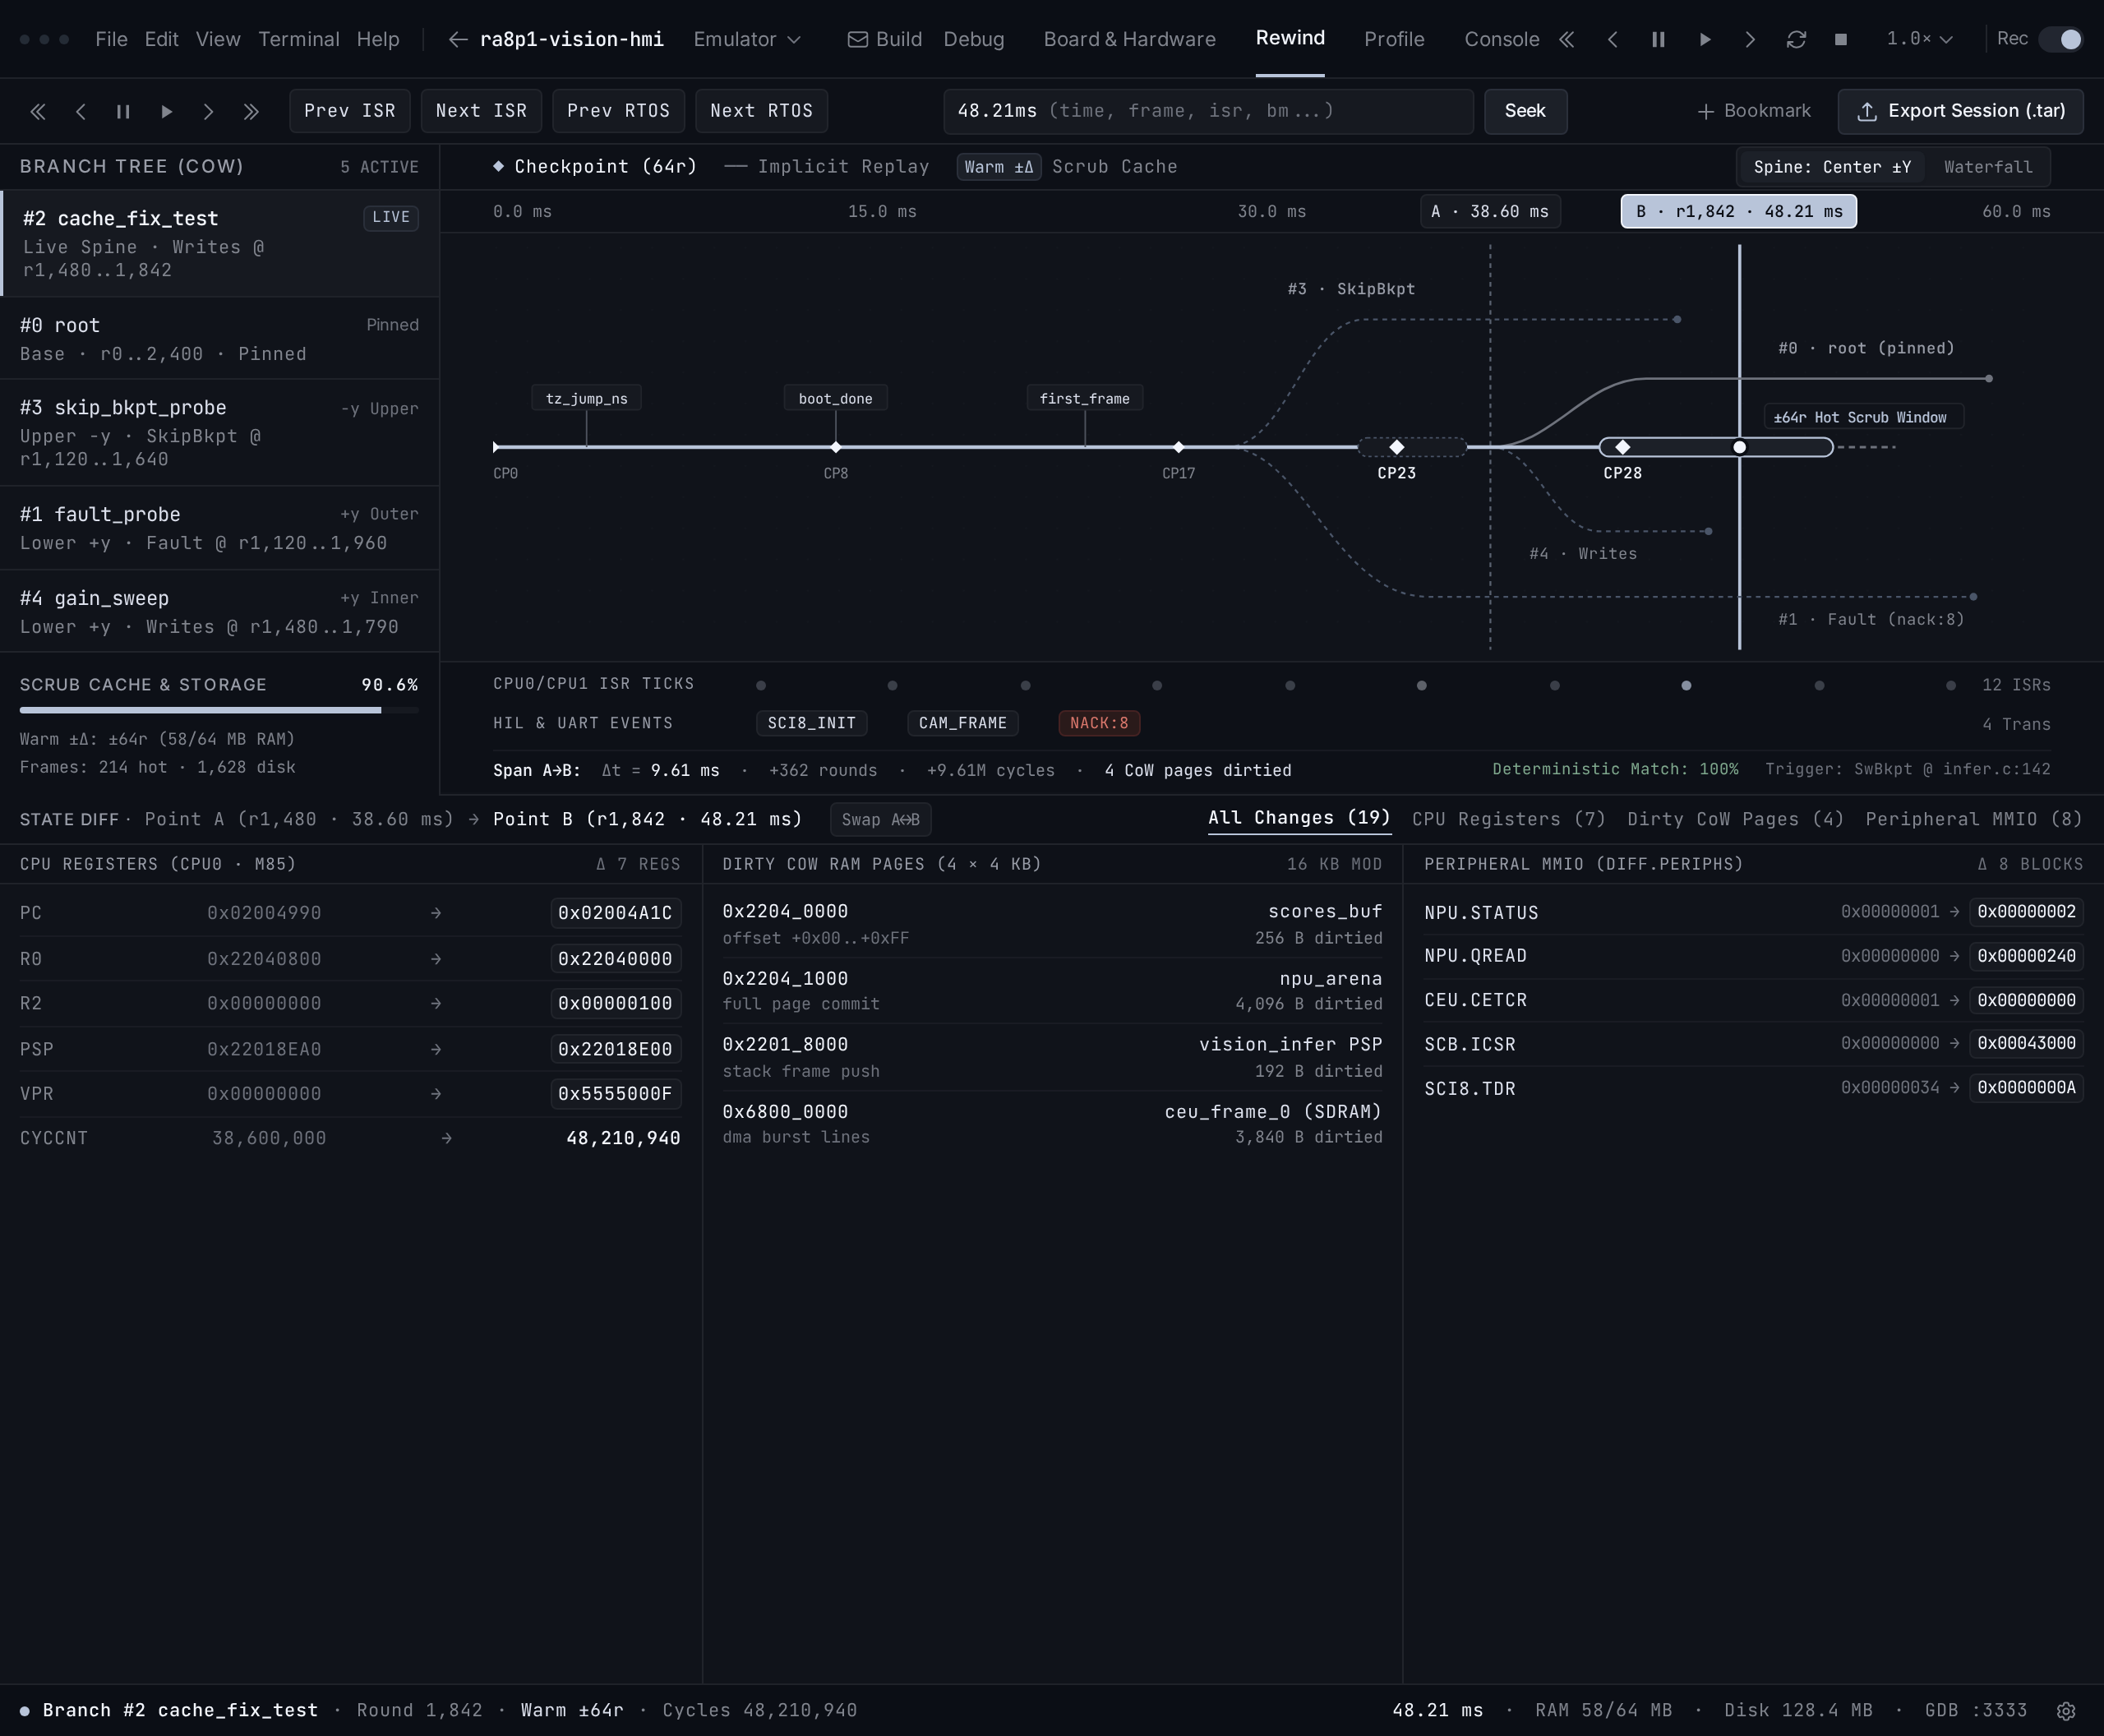 File Edit View Terminal Help ra8p1-vision-hmi Emulator Build Debug Board & Hardware Rewind Profile Console 1.0× Rec
Prev ISR Next ISR Prev RTOS Next RTOS 48.21ms (time, frame, isr, bm...) Seek Bookmark Export Session (.tar)
BRANCH TREE (COW) 5 ACTIVE
#2 cache_fix_test LIVE
Live Spine · Writes @
r1,480..1,842
#0 root Pinned
Base · r0..2,400 · Pinned
#3 skip_bkpt_probe -y Upper
Upper -y · SkipBkpt @
r1,120..1,640
#1 fault_probe +y Outer
Lower +y · Fault @ r1,120..1,960
#4 gain_sweep +y Inner
Lower +y · Writes @ r1,480..1,790
SCRUB CACHE & STORAGE 90.6%
Warm ±Δ: ±64r (58/64 MB RAM)
Frames: 214 hot · 1,628 disk
Checkpoint (64r) Implicit Replay Warm ±Δ Scrub Cache Spine: Center ±Y Waterfall
0.0 ms 15.0 ms 30.0 ms A · 38.60 ms B · r1,842 · 48.21 ms 60.0 ms
#3 · SkipBkpt
#0 · root (pinned)
tz_jump_ns boot_done first_frame
±64r Hot Scrub Window
CP0 CP8 CP17 CP23 CP28
#4 · Writes
#1 · Fault (nack:8)
CPU0/CPU1 ISR TICKS 12 ISRs
HIL & UART EVENTS SCI8_INIT CAM_FRAME NACK:8 4 Trans
Span A→B: Δt = 9.61 ms · +362 rounds · +9.61M cycles · 4 CoW pages dirtied Deterministic Match: 100% Trigger: SwBkpt @ infer.c:142
STATE DIFF · Point A (r1,480 · 38.60 ms) → Point B (r1,842 · 48.21 ms) Swap A↔B All Changes (19) CPU Registers (7) Dirty CoW Pages (4) Peripheral MMIO (8)
CPU REGISTERS (CPU0 · M85) Δ 7 REGS
PC 0x02004990 → 0x02004A1C
R0 0x22040800 → 0x22040000
R2 0x00000000 → 0x00000100
PSP 0x22018EA0 → 0x22018E00
VPR 0x00000000 → 0x5555000F
CYCCNT 38,600,000 → 48,210,940
DIRTY COW RAM PAGES (4 × 4 KB) 16 KB MOD
0x2204_0000 scores_buf
offset +0x00..+0xFF 256 B dirtied
0x2204_1000 npu_arena
full page commit 4,096 B dirtied
0x2201_8000 vision_infer PSP
stack frame push 192 B dirtied
0x6800_0000 ceu_frame_0 (SDRAM)
dma burst lines 3,840 B dirtied
PERIPHERAL MMIO (DIFF.PERIPHS) Δ 8 BLOCKS
NPU.STATUS 0x00000001 → 0x00000002
NPU.QREAD 0x00000000 → 0x00000240
CEU.CETCR 0x00000001 → 0x00000000
SCB.ICSR 0x00000000 → 0x00043000
SCI8.TDR 0x00000034 → 0x0000000A
Branch #2 cache_fix_test · Round 1,842 · Warm ±64r · Cycles 48,210,940 48.21 ms · RAM 58/64 MB · Disk 128.4 MB · GDB :3333